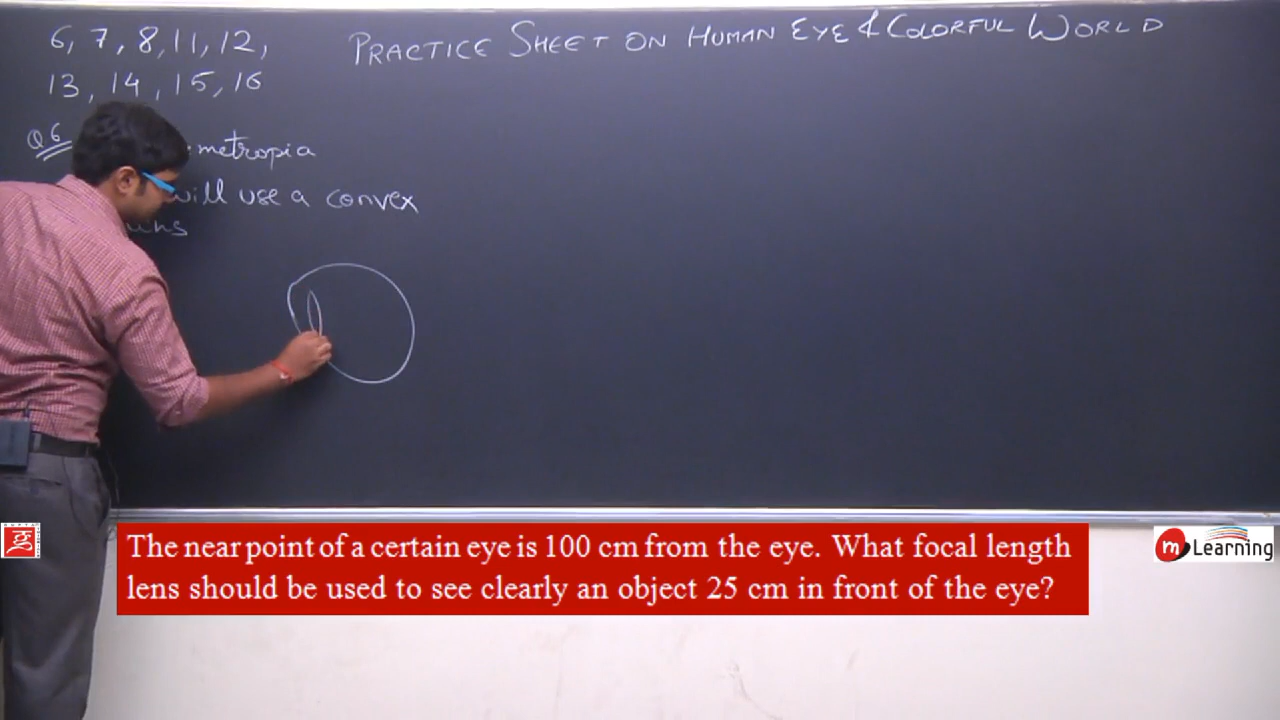 6, 7, 8, 11, 12,
13, 14, 15, 16
PRACTICE SHEET ON HUMAN EYE & COLORFUL WORLD
Q6 metropia
will use a convex
The near point of a certain eye is 100 cm from the eye. What focal length
lens should be used to see clearly an object 25 cm in front of the eye?
m Learning